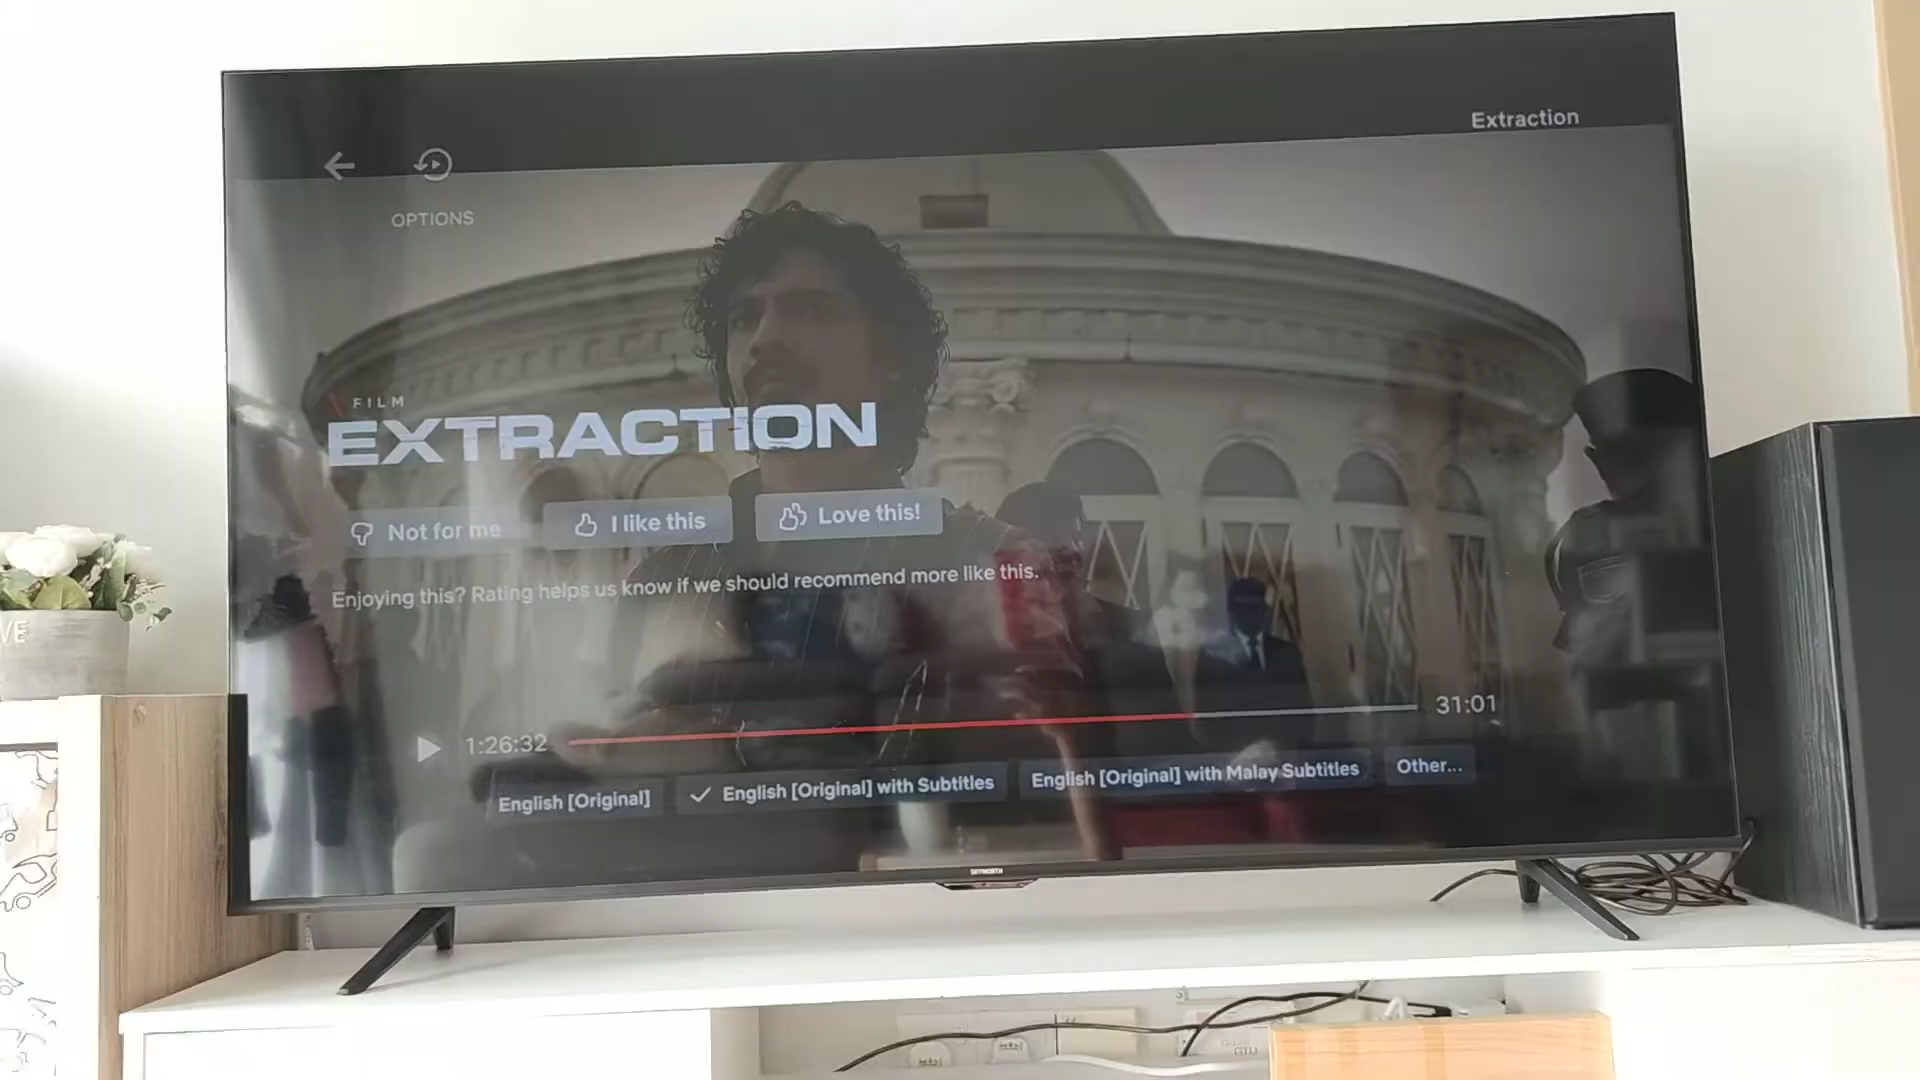 Extraction
OPTIONS
FILM
EXTRACTION
Not for me
I like this
Love this!
Enjoying this? Rating helps us know if we should recommend more like this.
1:26:32
31:01
English [Original]
English [Original] with Subtitles
English [Original] with Malay Subtitles
Other...
SKYWORTH
VE